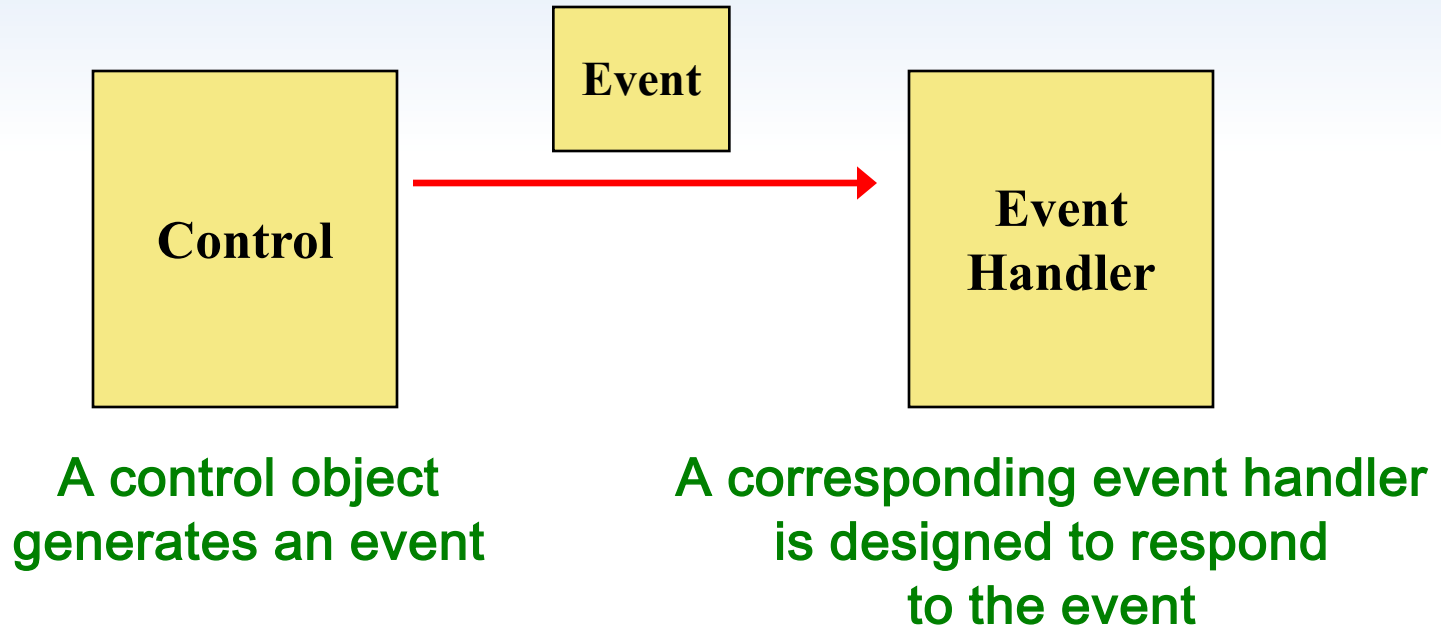 Event
Control
Event
Handler
A control object
generates an event
A corresponding event handler
is designed to respond
to the event